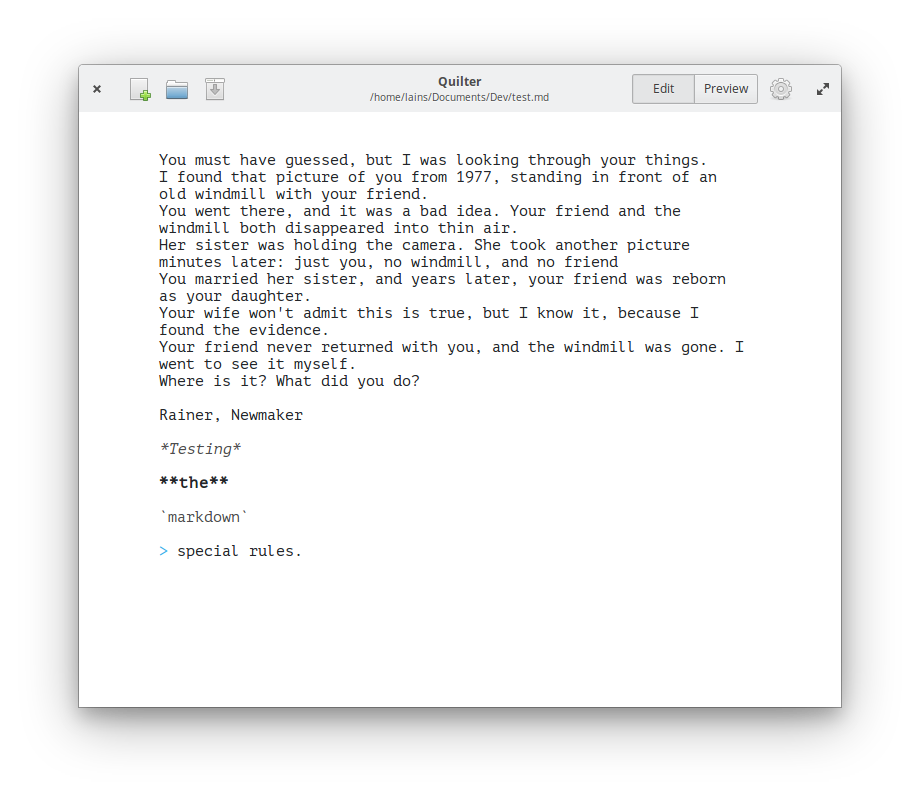 Quilter
/home/lains/Documents/Dev/test.md
Edit
Preview
You must have guessed, but I was looking through your things.
I found that picture of you from 1977, standing in front of an
old windmill with your friend.
You went there, and it was a bad idea. Your friend and the
windmill both disappeared into thin air.
Her sister was holding the camera. She took another picture
minutes later: just you, no windmill, and no friend
You married her sister, and years later, your friend was reborn
as your daughter.
Your wife won't admit this is true, but I know it, because I
found the evidence.
Your friend never returned with you, and the windmill was gone. I
went to see it myself.
Where is it? What did you do?
Rainer, Newmaker
*Testing*
**the**
`markdown`
> special rules.